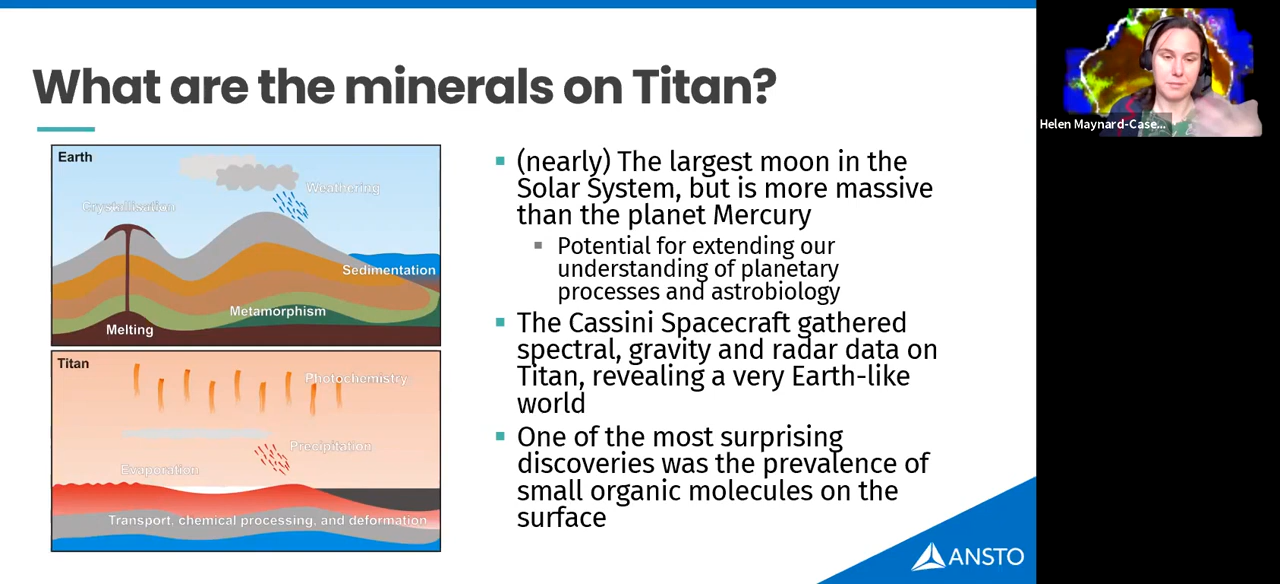 What are the minerals on Titan?
Helen Maynard-Case...
Earth
Weathering
Crystallisation
Sedimentation
Metamorphism
Melting
Titan
Photochemistry
Precipitation
Evaporation
Transport, chemical processing, and deformation
(nearly) The largest moon in the
Solar System, but is more massive
than the planet Mercury
Potential for extending our
understanding of planetary
processes and astrobiology
The Cassini Spacecraft gathered
spectral, gravity and radar data on
Titan, revealing a very Earth-like
world
One of the most surprising
discoveries was the prevalence of
small organic molecules on the
surface
ANSTO